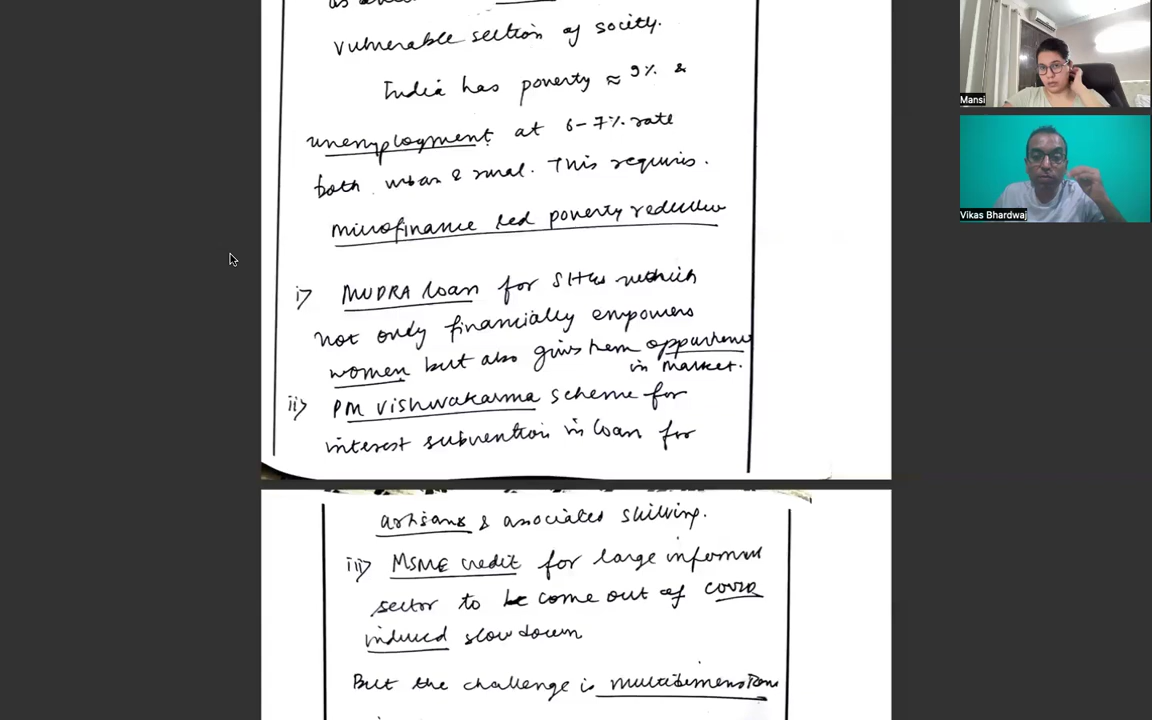 vulnerable section of socity.
India has poverty ≈ 9% &
unemployment at 6-7% rate
both urban & rural. This requires.
microfinance led poverty reduction
i) MUDRA loan for SHGs which
not only financially empowers
women but also gives them
in market.
ii) PM Vishwakarma scheme for
interest subvention in loan for
artisans & associated skilling.
iii) MSME credit for large informal
sector to be come out of covid
induced slowdown
But the challenge is multidimensional
Mansi
Vikas Bhardwaj